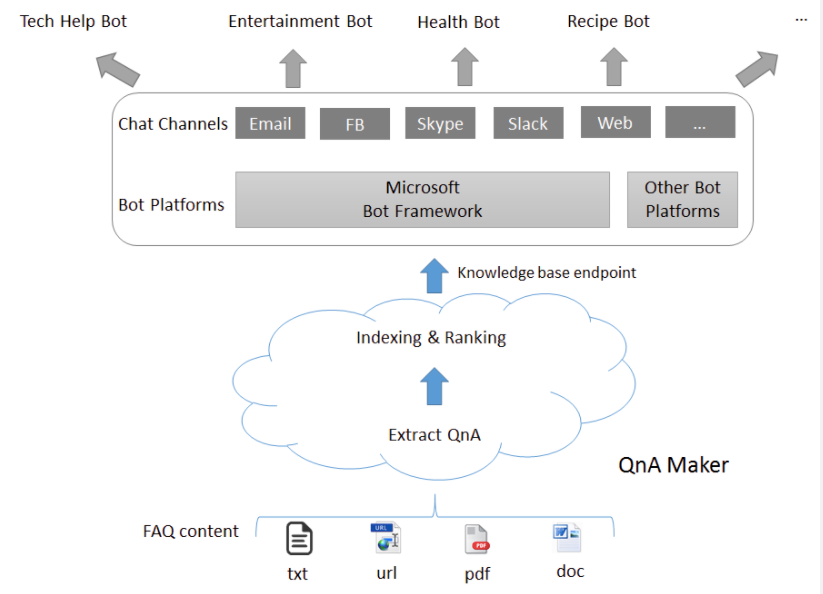 Tech Help Bot
Entertainment Bot
Health Bot
Recipe Bot
...
Chat Channels
Email
FB
Skype
Slack
Web
...
Bot Platforms
Microsoft
Bot Framework
Other Bot
Platforms
Knowledge base endpoint
Indexing & Ranking
Extract QnA
QnA Maker
FAQ content
URL
PDF
W
txt
url
pdf
doc